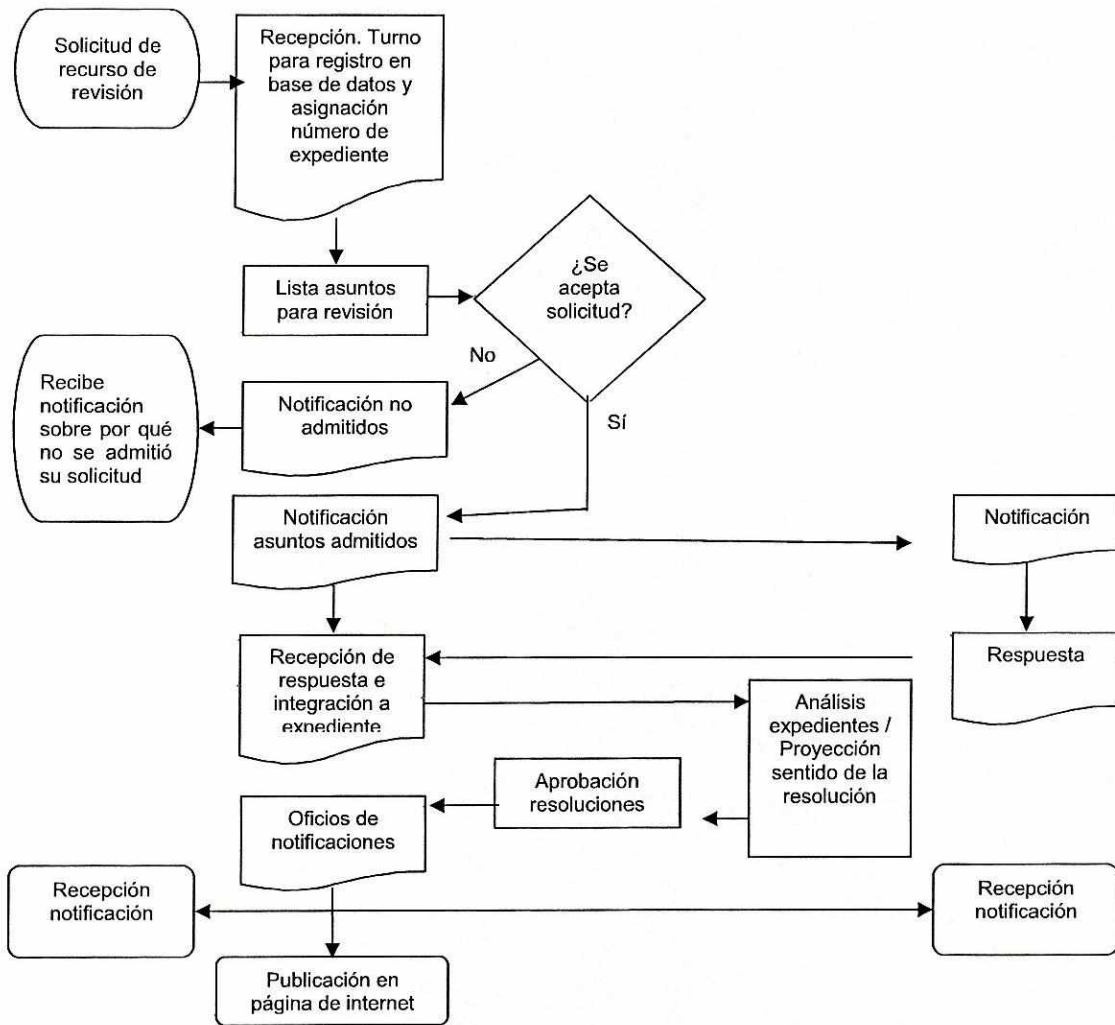 Solicitud de
recurso de
revisión
Recepción. Turno
para registro en
base de datos y
asignación
número de
expediente
¿Se
acepta
solicitud?
Lista asuntos
para revisión
No
Sí
Recibe
notificación
sobre por qué
no se admitió
su solicitud
Notificación no
admitidos
Notificación
asuntos admitidos
Notificación
Recepción de
respuesta e
integración a
expediente
Respuesta
Análisis
expedientes /
Proyección
sentido de la
resolución
Aprobación
resoluciones
Oficios de
notificaciones
Recepción
notificación
Recepción
notificación
Publicación en
página de internet